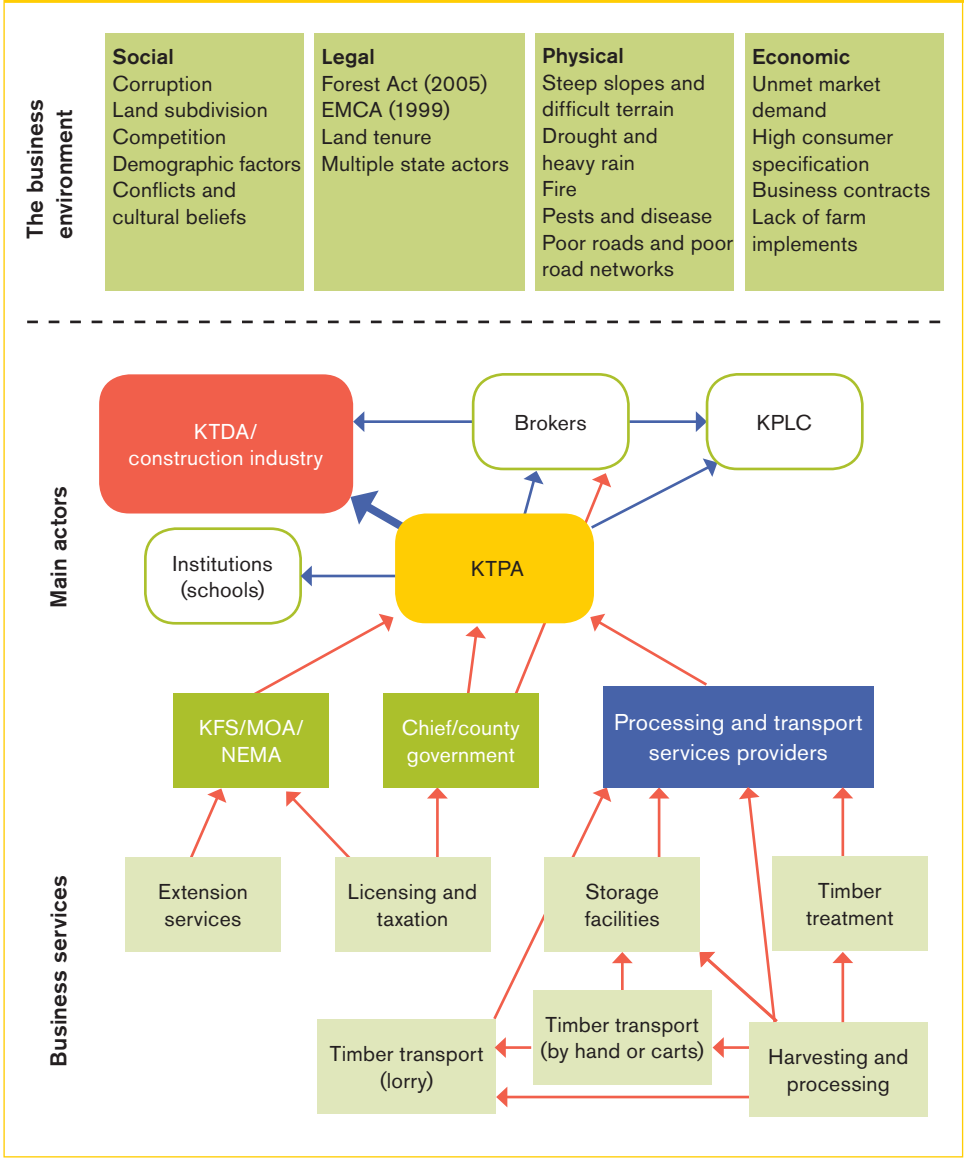 The business
environment
Social
Corruption
Land subdivision
Competition
Demographic factors
Conflicts and
cultural beliefs
Legal
Forest Act (2005)
EMCA (1999)
Land tenure
Multiple state actors
Physical
Steep slopes and
difficult terrain
Drought and
heavy rain
Fire
Pests and disease
Poor roads and poor
road networks
Economic
Unmet market
demand
High consumer
specification
Business contracts
Lack of farm
implements
Main actors
KTDA/
construction industry
Brokers
KPLC
Institutions
(schools)
KTPA
KFS/MOA/
NEMA
Chief/county
government
Processing and transport
services providers
Business services
Extension
services
Licensing and
taxation
Storage
facilities
Timber
treatment
Timber transport
(lorry)
Timber transport
(by hand or carts)
Harvesting and
processing